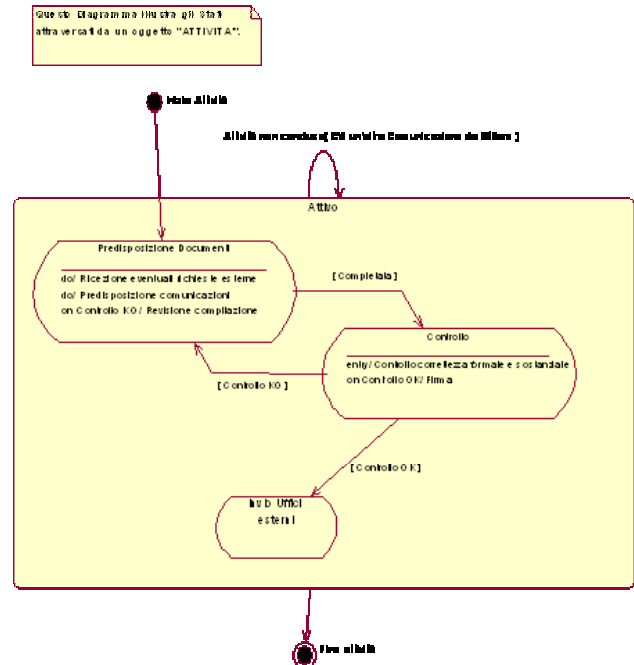 Questo Diagramma illustra gli Stati
attraversati da un oggetto "ATTIVITA'".
Inizio Attività
Attività non conclusa[ C'è un'altra Comunicazione da
Attivo
Predisposizione Documenti
do/ Ricezione eventuali richieste esterne
do/ Predisposizione comunicazioni
on Controllo KO/ Revisione compilazione
[Completata]
Controllo
entry/ Controllo correttezza formale e sostanziale
on Controllo OK/ Firma
[Controllo KO]
[Controllo OK]
Invio Uffici
esterni
Fine attività